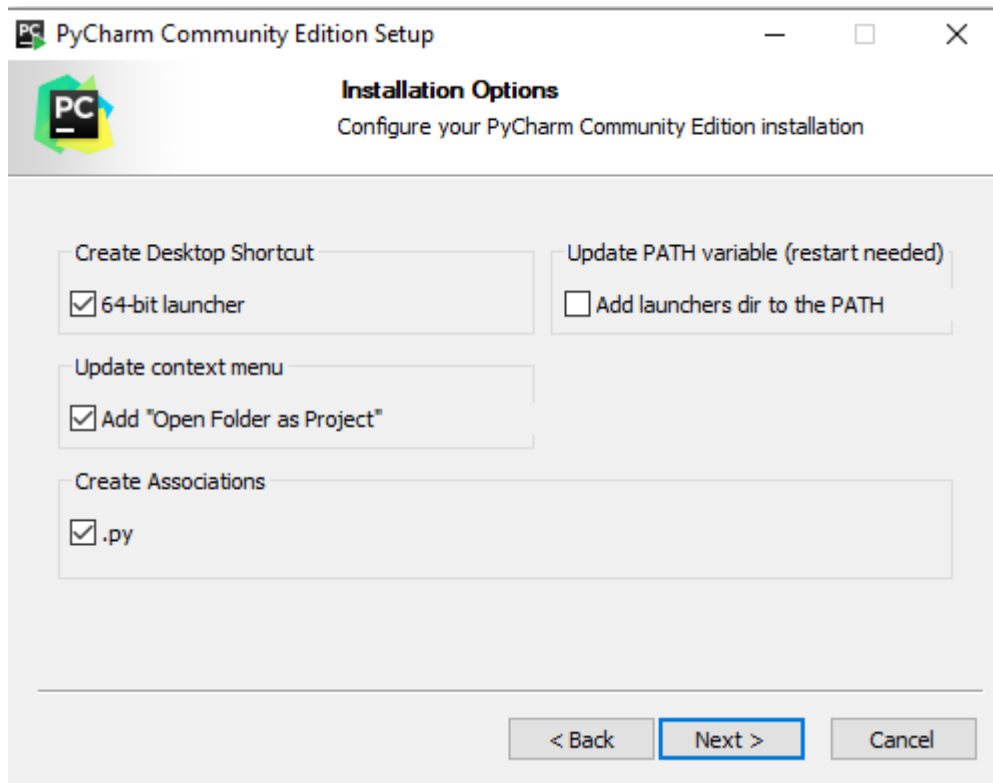 PyCharm Community Edition Setup
PC
Installation Options
Configure your PyCharm Community Edition installation
Create Desktop Shortcut
64-bit launcher
Update PATH variable (restart needed)
Add launchers dir to the PATH
Update context menu
Add "Open Folder as Project"
Create Associations
.py
< Back
Next >
Cancel